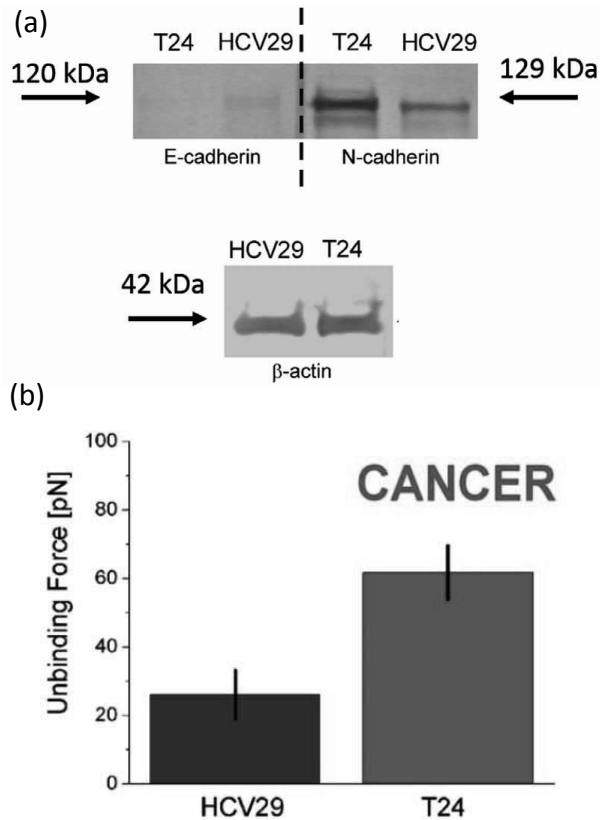 (a)
T24 HCV29 T24 HCV29
120 kDa 129 kDa
E-cadherin N-cadherin
HCV29 T24
42 kDa
β-actin
(b)
Unbinding Force [pN]
100
80
60
40
20
0
CANCER
HCV29 T24